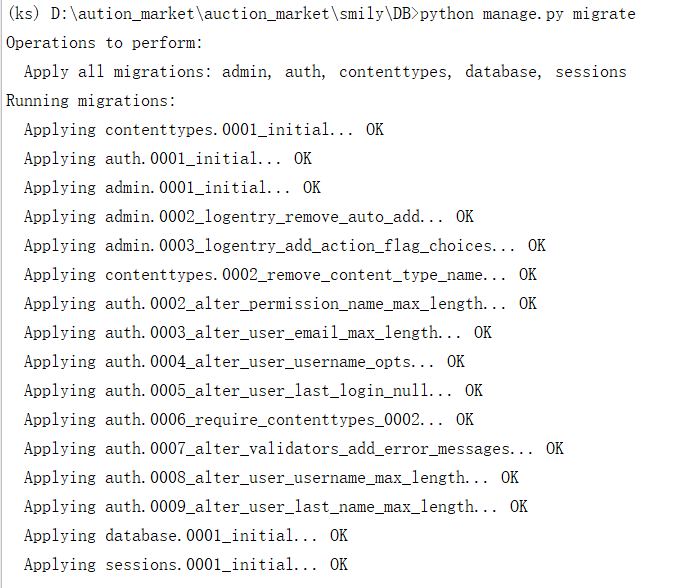 (ks) D:\aution_market\auction_market\smily\DB>python manage.py migrate
Operations to perform:
  Apply all migrations: admin, auth, contenttypes, database, sessions
Running migrations:
  Applying contenttypes.0001_initial... OK
  Applying auth.0001_initial... OK
  Applying admin.0001_initial... OK
  Applying admin.0002_logentry_remove_auto_add... OK
  Applying admin.0003_logentry_add_action_flag_choices... OK
  Applying contenttypes.0002_remove_content_type_name... OK
  Applying auth.0002_alter_permission_name_max_length... OK
  Applying auth.0003_alter_user_email_max_length... OK
  Applying auth.0004_alter_user_username_opts... OK
  Applying auth.0005_alter_user_last_login_null... OK
  Applying auth.0006_require_contenttypes_0002... OK
  Applying auth.0007_alter_validators_add_error_messages... OK
  Applying auth.0008_alter_user_username_max_length... OK
  Applying auth.0009_alter_user_last_name_max_length... OK
  Applying database.0001_initial... OK
  Applying sessions.0001_initial... OK